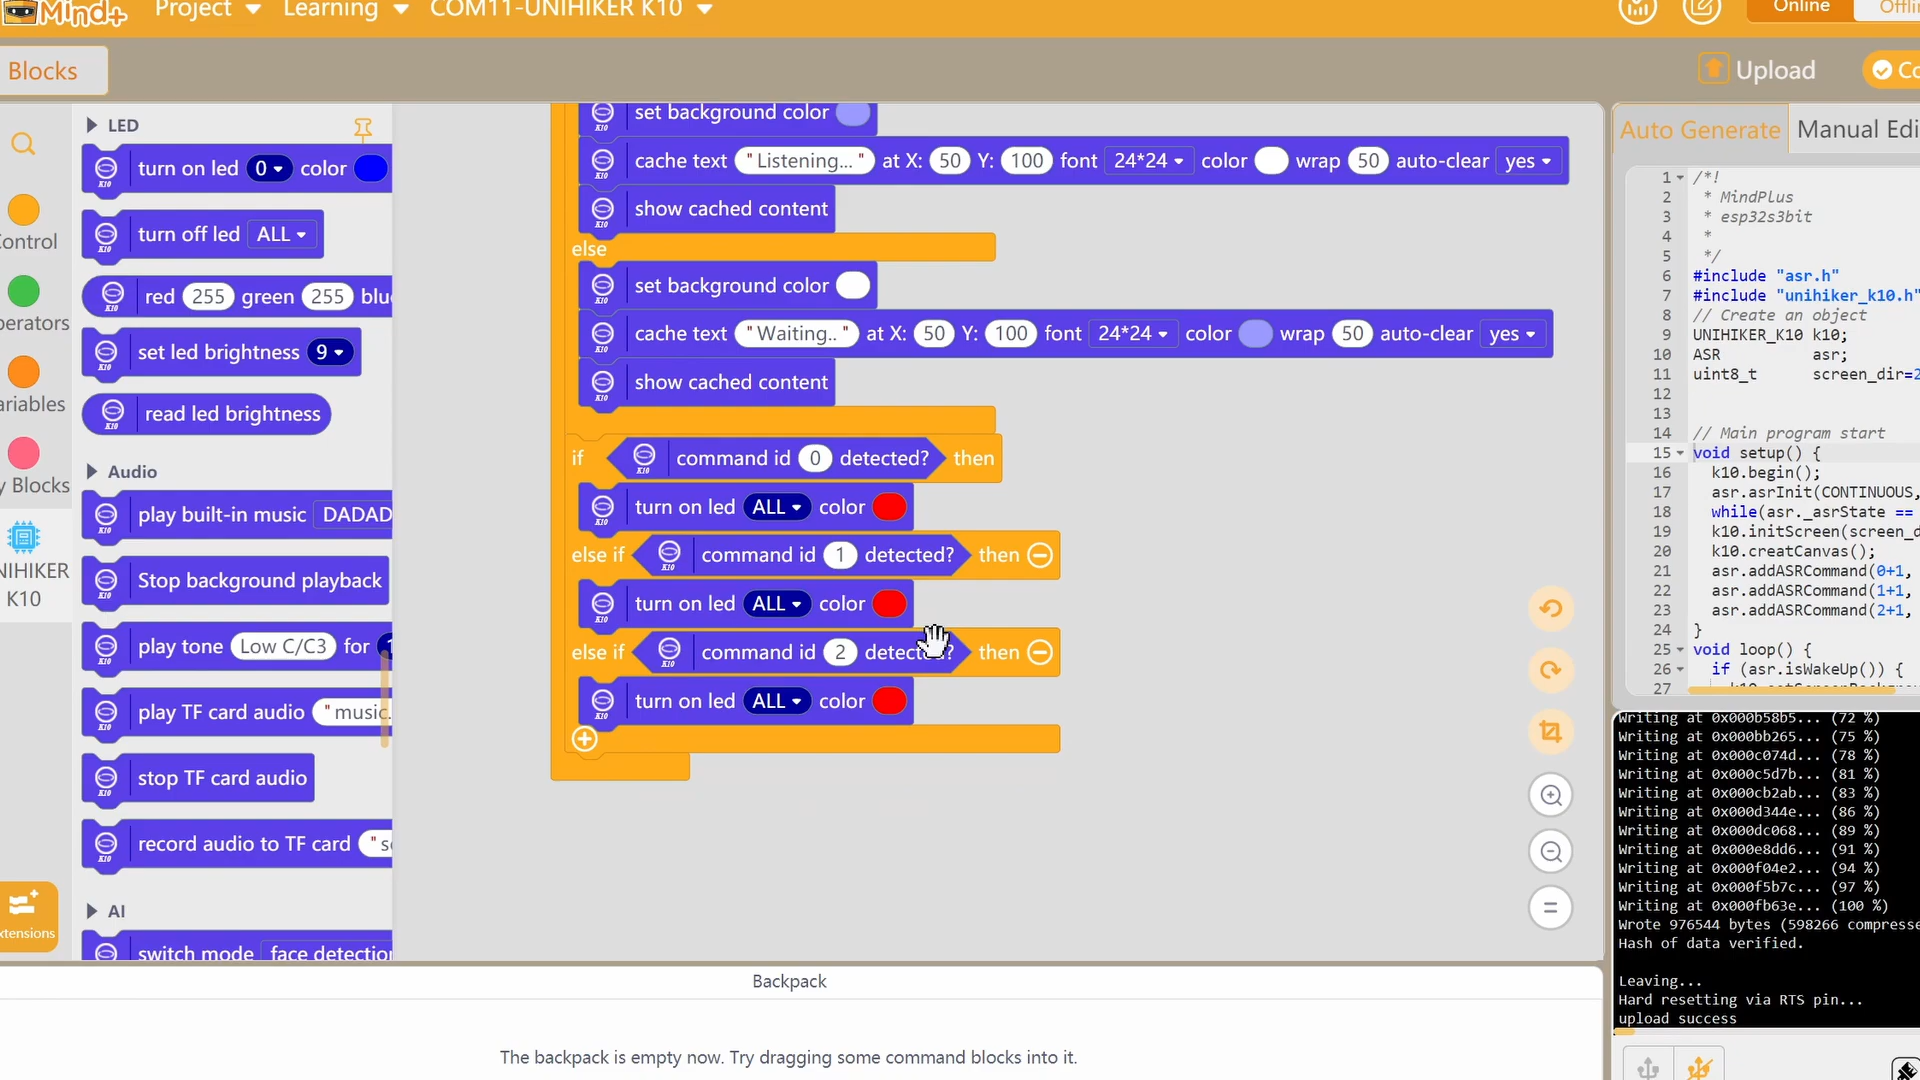 Mind+ Project Learning COM11-UNIHIKER K10 Online
Blocks Upload
LED
turn on led 0 color
turn off led ALL
red 255 green 255
set led brightness 9
read led brightness
Audio
play built-in music DADAD
Stop background playback
play tone Low C/C3 for
play TF card audio "music.
stop TF card audio
record audio to TF card
AI
switch mode face detection
K10
set background color
cache text "Listening..." at X: 50 Y: 100 font 24*24 color wrap 50 auto-clear yes
show cached content
else
set background color
cache text "Waiting.." at X: 50 Y: 100 font 24*24 color wrap 50 auto-clear yes
show cached content
if command id 0 detected? then
turn on led ALL color
else if command id 1 detected? then
turn on led ALL color
else if command id 2 detected? then
turn on led ALL color
Auto Generate Manual Edi
1 /*!
2 * MindPlus
3 * esp32s3bit
4 *
5 */
6 #include "asr.h"
7 #include "unihiker_k10.h"
8 // Create an object
9 UNIHIKER_K10 k10;
10 ASR asr;
11 uint8_t screen_dir=2
12
13
14 // Main program start
15 void setup() {
16 k10.begin();
17 asr.asrInit(CONTINUOUS,
18 while(asr._asrState ==
19 k10.initScreen(screen_d
20 k10.creatCanvas();
21 asr.addASRCommand(0+1,
22 asr.addASRCommand(1+1,
23 asr.addASRCommand(2+1,
24 }
25 void loop() {
26 if (asr.isWakeUp()) {
27
Writing at 0x000b58b5... (72 %)
Writing at 0x000bb265... (75 %)
Writing at 0x000c074d... (78 %)
Writing at 0x000c5d7b... (81 %)
Writing at 0x000cb2ab... (83 %)
Writing at 0x000d344e... (86 %)
Writing at 0x000dc068... (89 %)
Writing at 0x000e8dd6... (91 %)
Writing at 0x000f04e2... (94 %)
Writing at 0x000f5b7c... (97 %)
Writing at 0x000fb63e... (100 %)
Wrote 976544 bytes (598266 compresse
Hash of data verified.
Leaving...
Hard resetting via RTS pin...
upload success
Backpack
The backpack is empty now. Try dragging some command blocks into it.